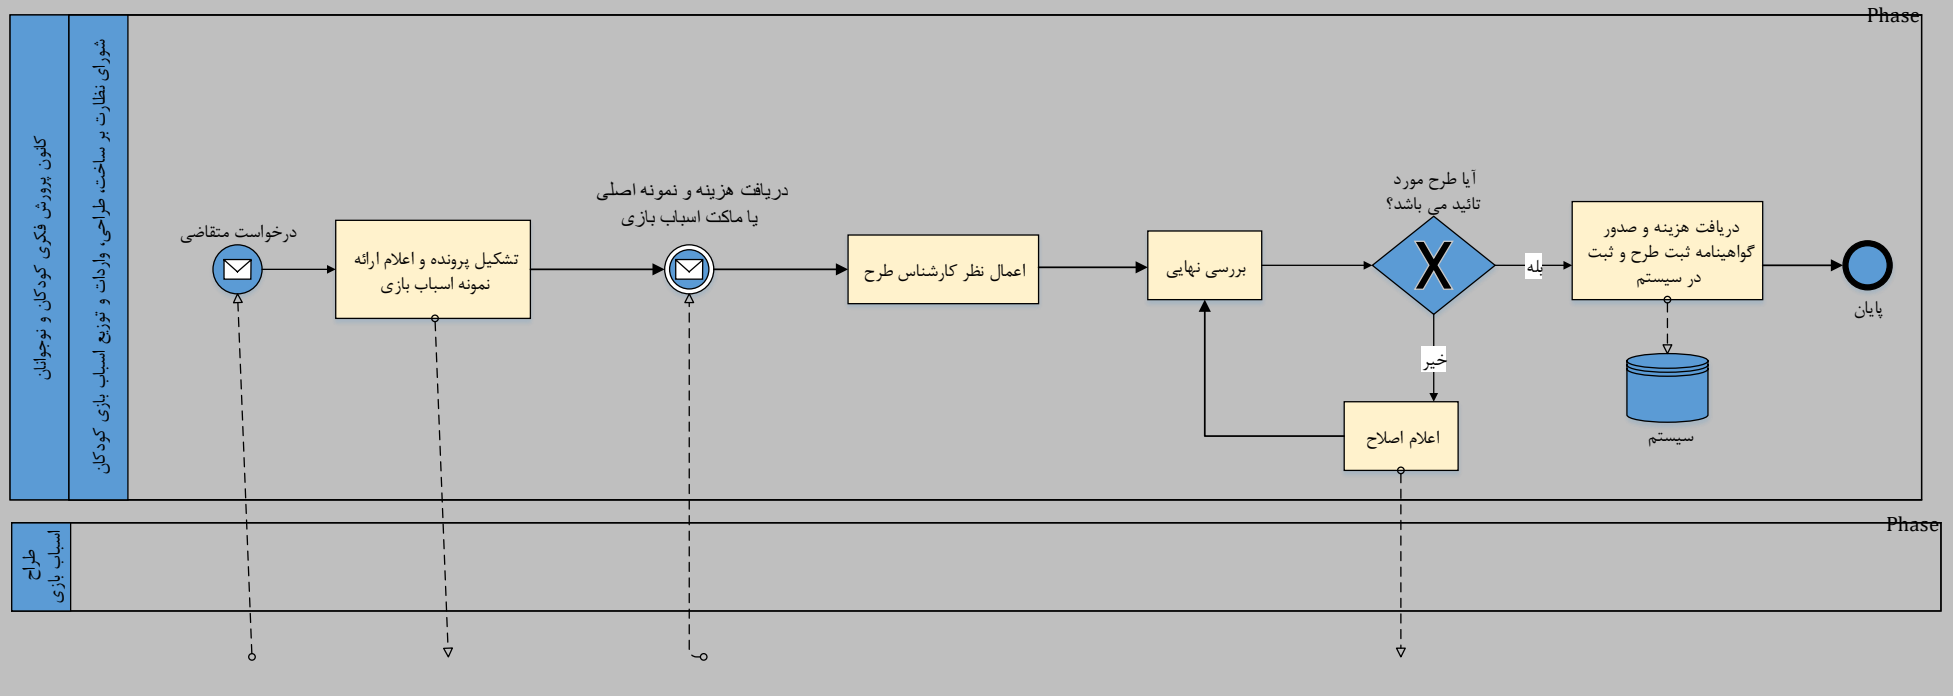 Phase
کانون پرورش فکری کودکان و نوجوانان
شورای نظارت بر ساخت، طراحی، واردات و توزیع اسباب بازی کودکان
درخواست متقاضی
تشکیل پرونده و اعلام ارائه
نمونه اسباب بازی
دریافت هزینه و نمونه اصلی
یا ماکت اسباب بازی
اعمال نظر کارشناس طرح
بررسی نهایی
آیا طرح مورد
تائید می باشد؟
بله
خیر
اعلام اصلاح
دریافت هزینه و صدور
گواهینامه ثبت طرح و ثبت
در سیستم
سیستم
پایان
Phase
طراح
اسباب بازی